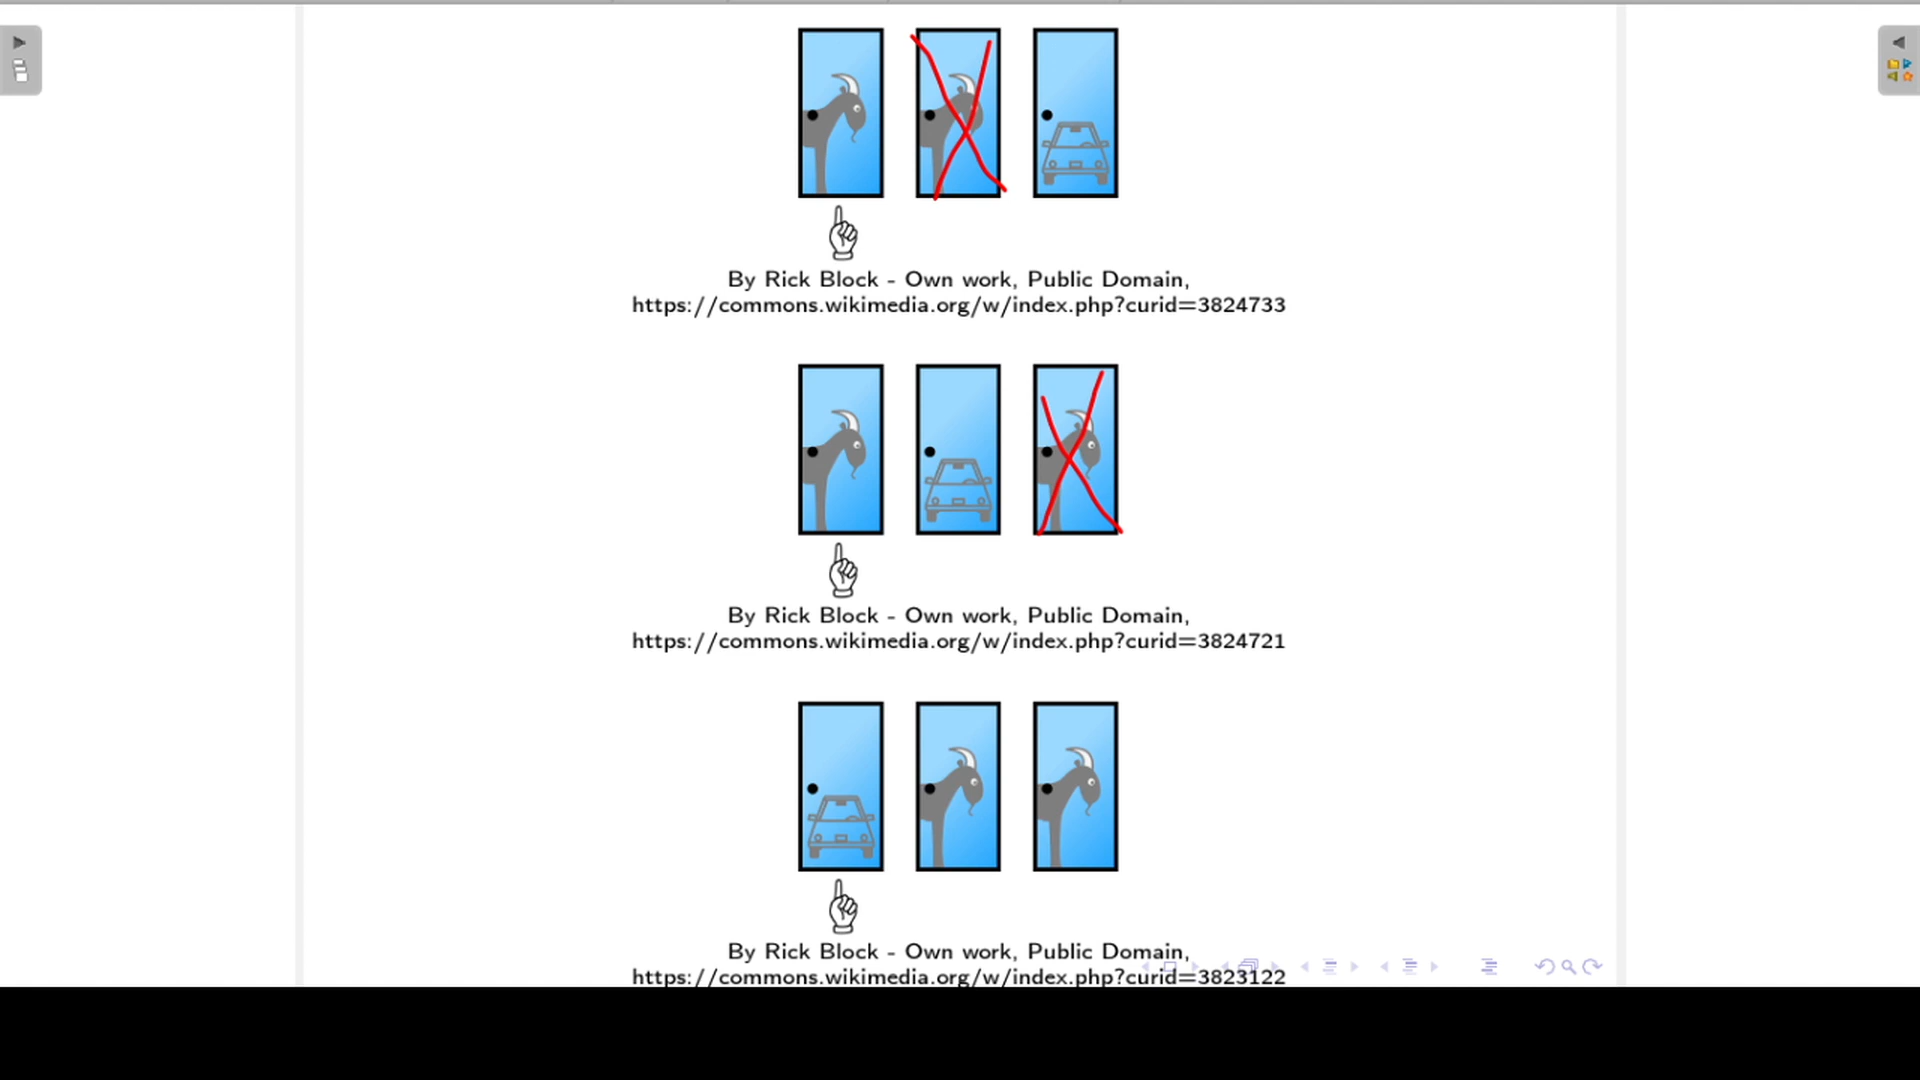 By Rick Block - Own work, Public Domain,
https://commons.wikimedia.org/w/index.php?curid=3824733
By Rick Block - Own work, Public Domain,
https://commons.wikimedia.org/w/index.php?curid=3824721
By Rick Block - Own work, Public Domain,
https://commons.wikimedia.org/w/index.php?curid=3823122